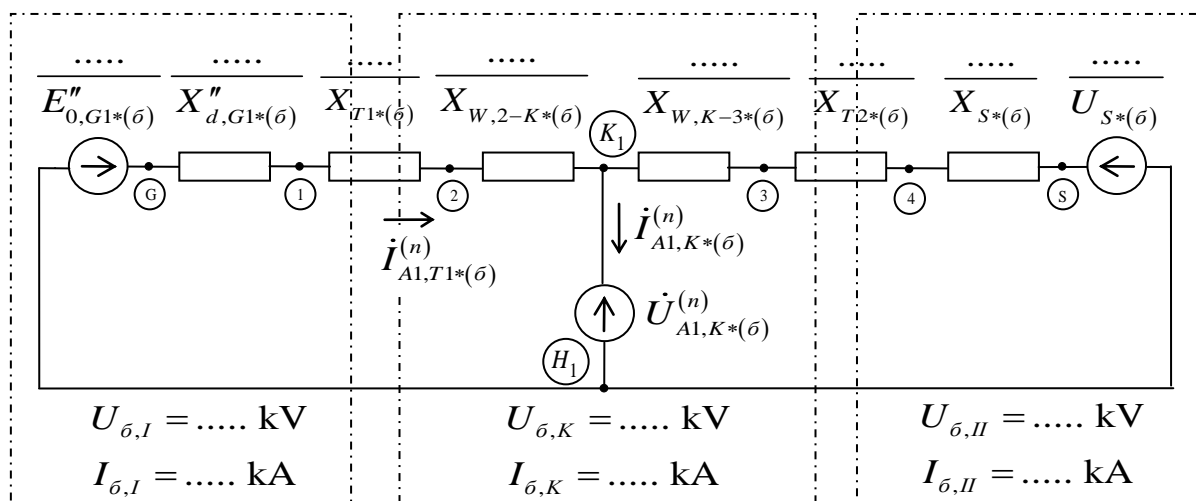 ..... ..... ..... ..... ..... ..... ..... .....
E″0,G1*(б) X″d,G1*(б) XT1*(б) XW,2−K*(б) XW,K−3*(б) XT2*(б) XS*(б) US*(б)
K1
G 1 2 3 4 S
İ(n)A1,T1*(б) İ(n)A1,K*(б)
U̇(n)A1,K*(б)
H1
Uб,I = ..... kV Uб,K = ..... kV Uб,II = ..... kV
Iб,I = ..... kA Iб,K = ..... kA Iб,II = ..... kA